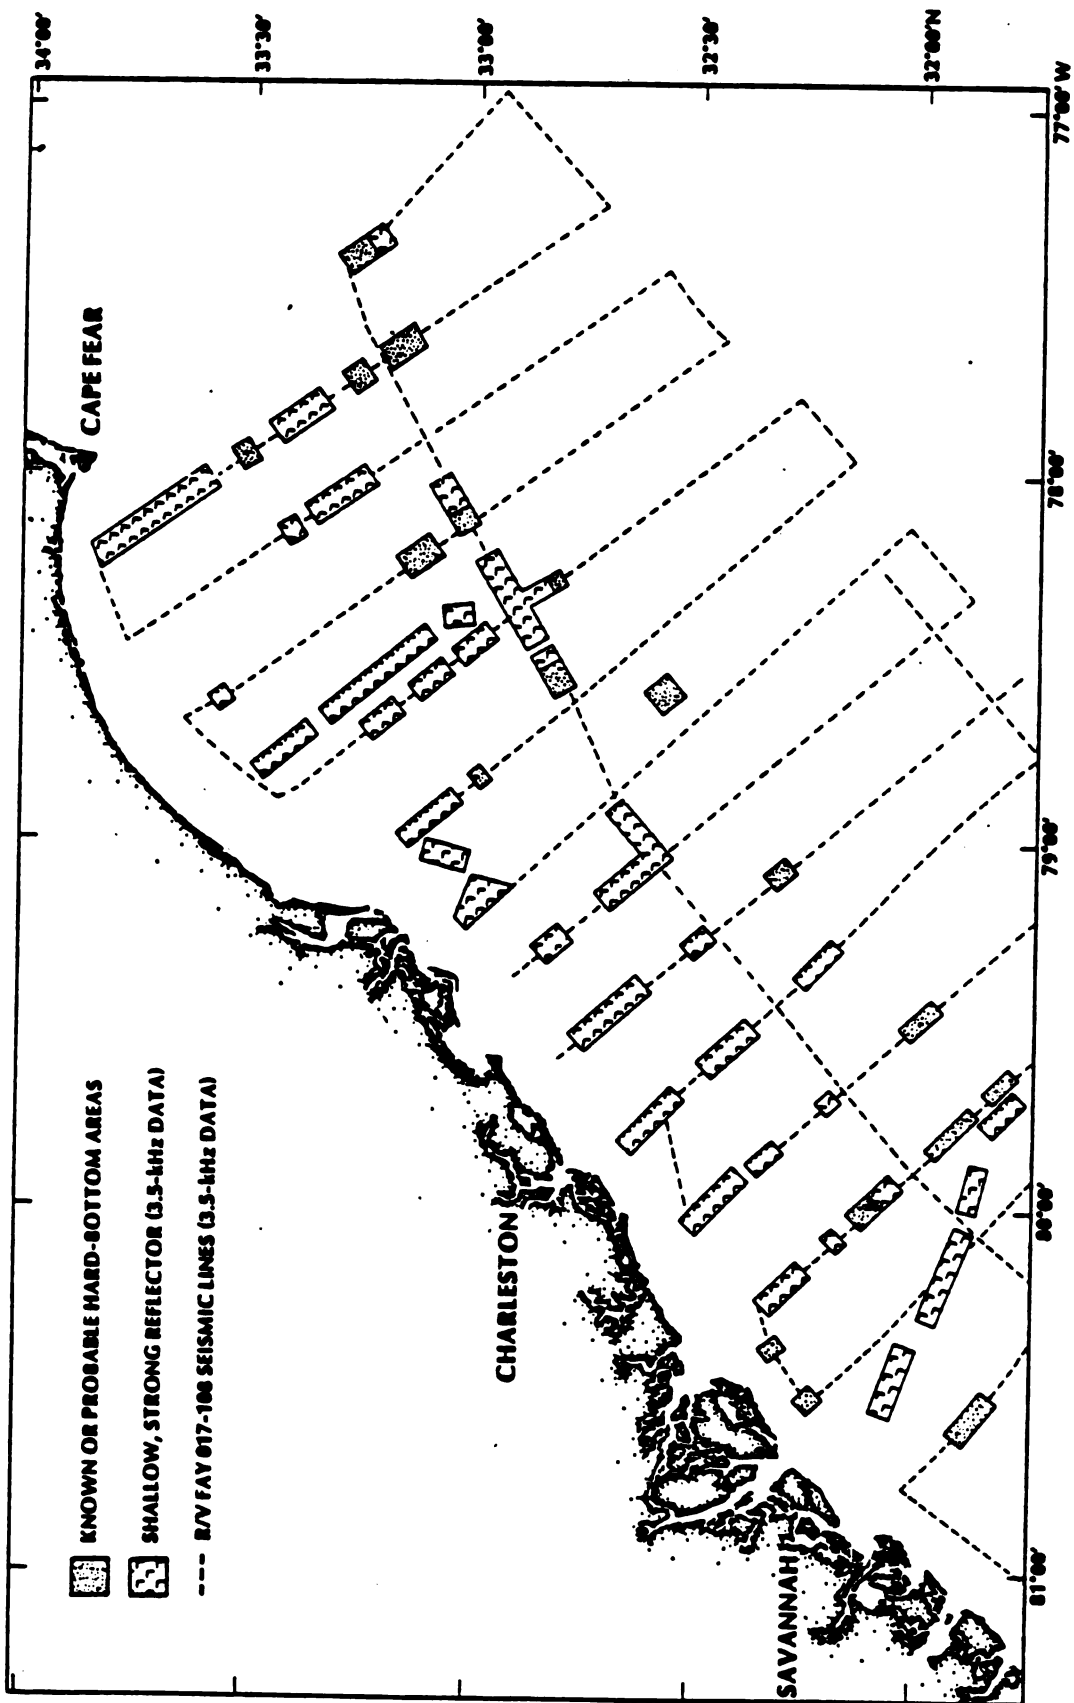 34°00'
33°30'
33°00'
32°30'
32°00'N
77°00'W
78°00'
79°00'
80°00'
81°00'
CAPE FEAR
CHARLESTON
SAVANNAH
KNOWN OR PROBABLE HARD-BOTTOM AREAS
SHALLOW, STRONG REFLECTOR (3.5-kHz DATA)
R/V FAY 017-108 SEISMIC LINES (3.5-kHz DATA)